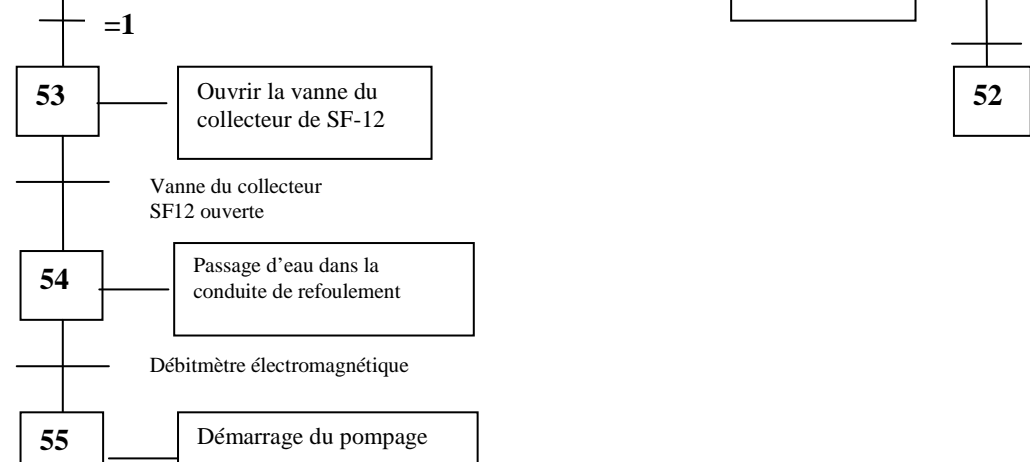 =1
53
Ouvrir la vanne du
collecteur de SF-12
52
Vanne du collecteur
SF12 ouverte
54
Passage d'eau dans la
conduite de refoulement
Débitmètre électromagnétique
55
Démarrage du pompage